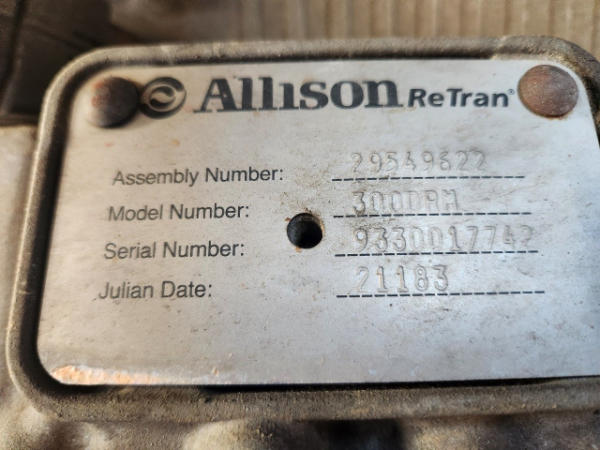 Allison ReTran®
Assembly Number: 29549622
Model Number: 3000RM
Serial Number: 9330017742
Julian Date: 21183